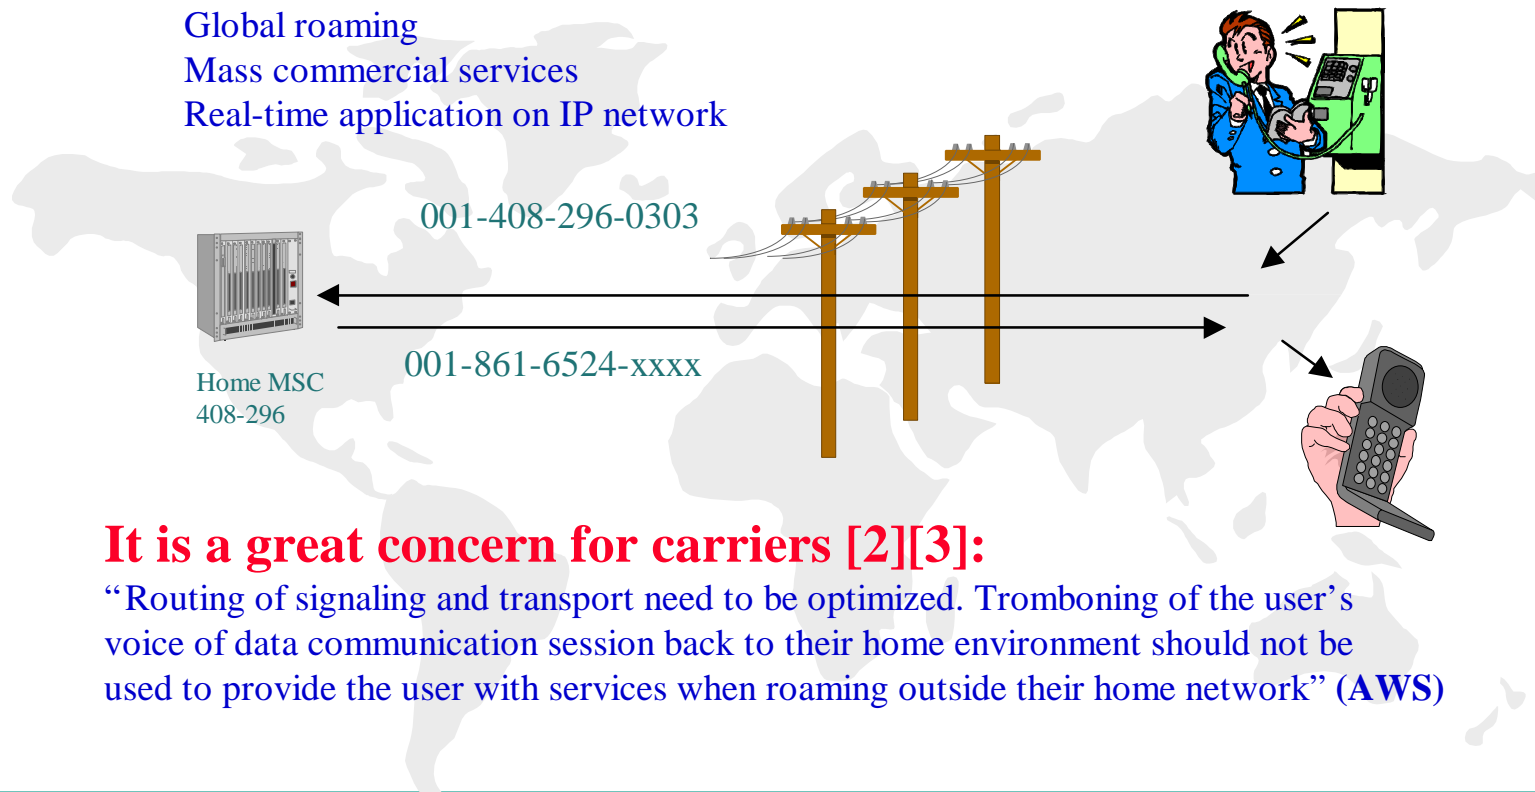 Global roaming
Mass commercial services
Real-time application on IP network
001-408-296-0303
001-861-6524-xxxx
Home MSC
408-296
It is a great concern for carriers [2][3]:
“Routing of signaling and transport need to be optimized. Tromboning of the user’s
voice of data communication session back to their home environment should not be
used to provide the user with services when roaming outside their home network” (AWS)